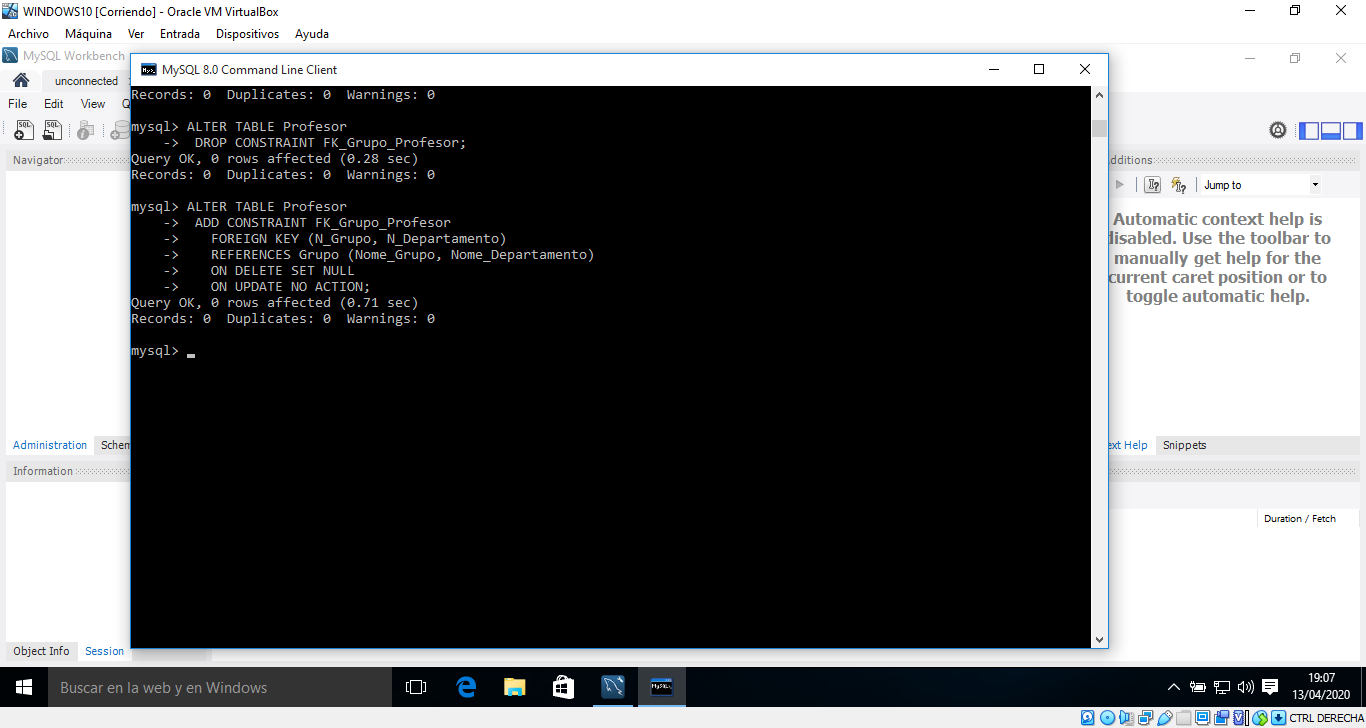 WINDOWS10 [Corriendo] - Oracle VM VirtualBox
Archivo Máquina Ver Entrada Dispositivos Ayuda
MySQL Workbench
unconnected
File Edit View Q
MySQL 8.0 Command Line Client
Records: 0 Duplicates: 0 Warnings: 0
mysql> ALTER TABLE Profesor
-> DROP CONSTRAINT FK_Grupo_Profesor;
Query OK, 0 rows affected (0.28 sec)
Records: 0 Duplicates: 0 Warnings: 0
mysql> ALTER TABLE Profesor
-> ADD CONSTRAINT FK_Grupo_Profesor
-> FOREIGN KEY (N_Grupo, N_Departamento)
-> REFERENCES Grupo (Nome_Grupo, Nome_Departamento)
-> ON DELETE SET NULL
-> ON UPDATE NO ACTION;
Query OK, 0 rows affected (0.71 sec)
Records: 0 Duplicates: 0 Warnings: 0
mysql>
Navigator
Administration Schem
Information
Object Info Session
dditions
Jump to
Automatic context help is
disabled. Use the toolbar to
manually get help for the
current caret position or to
toggle automatic help.
ext Help Snippets
Duration / Fetch
Buscar en la web y en Windows
19:07
13/04/2020
CTRL DERECHA